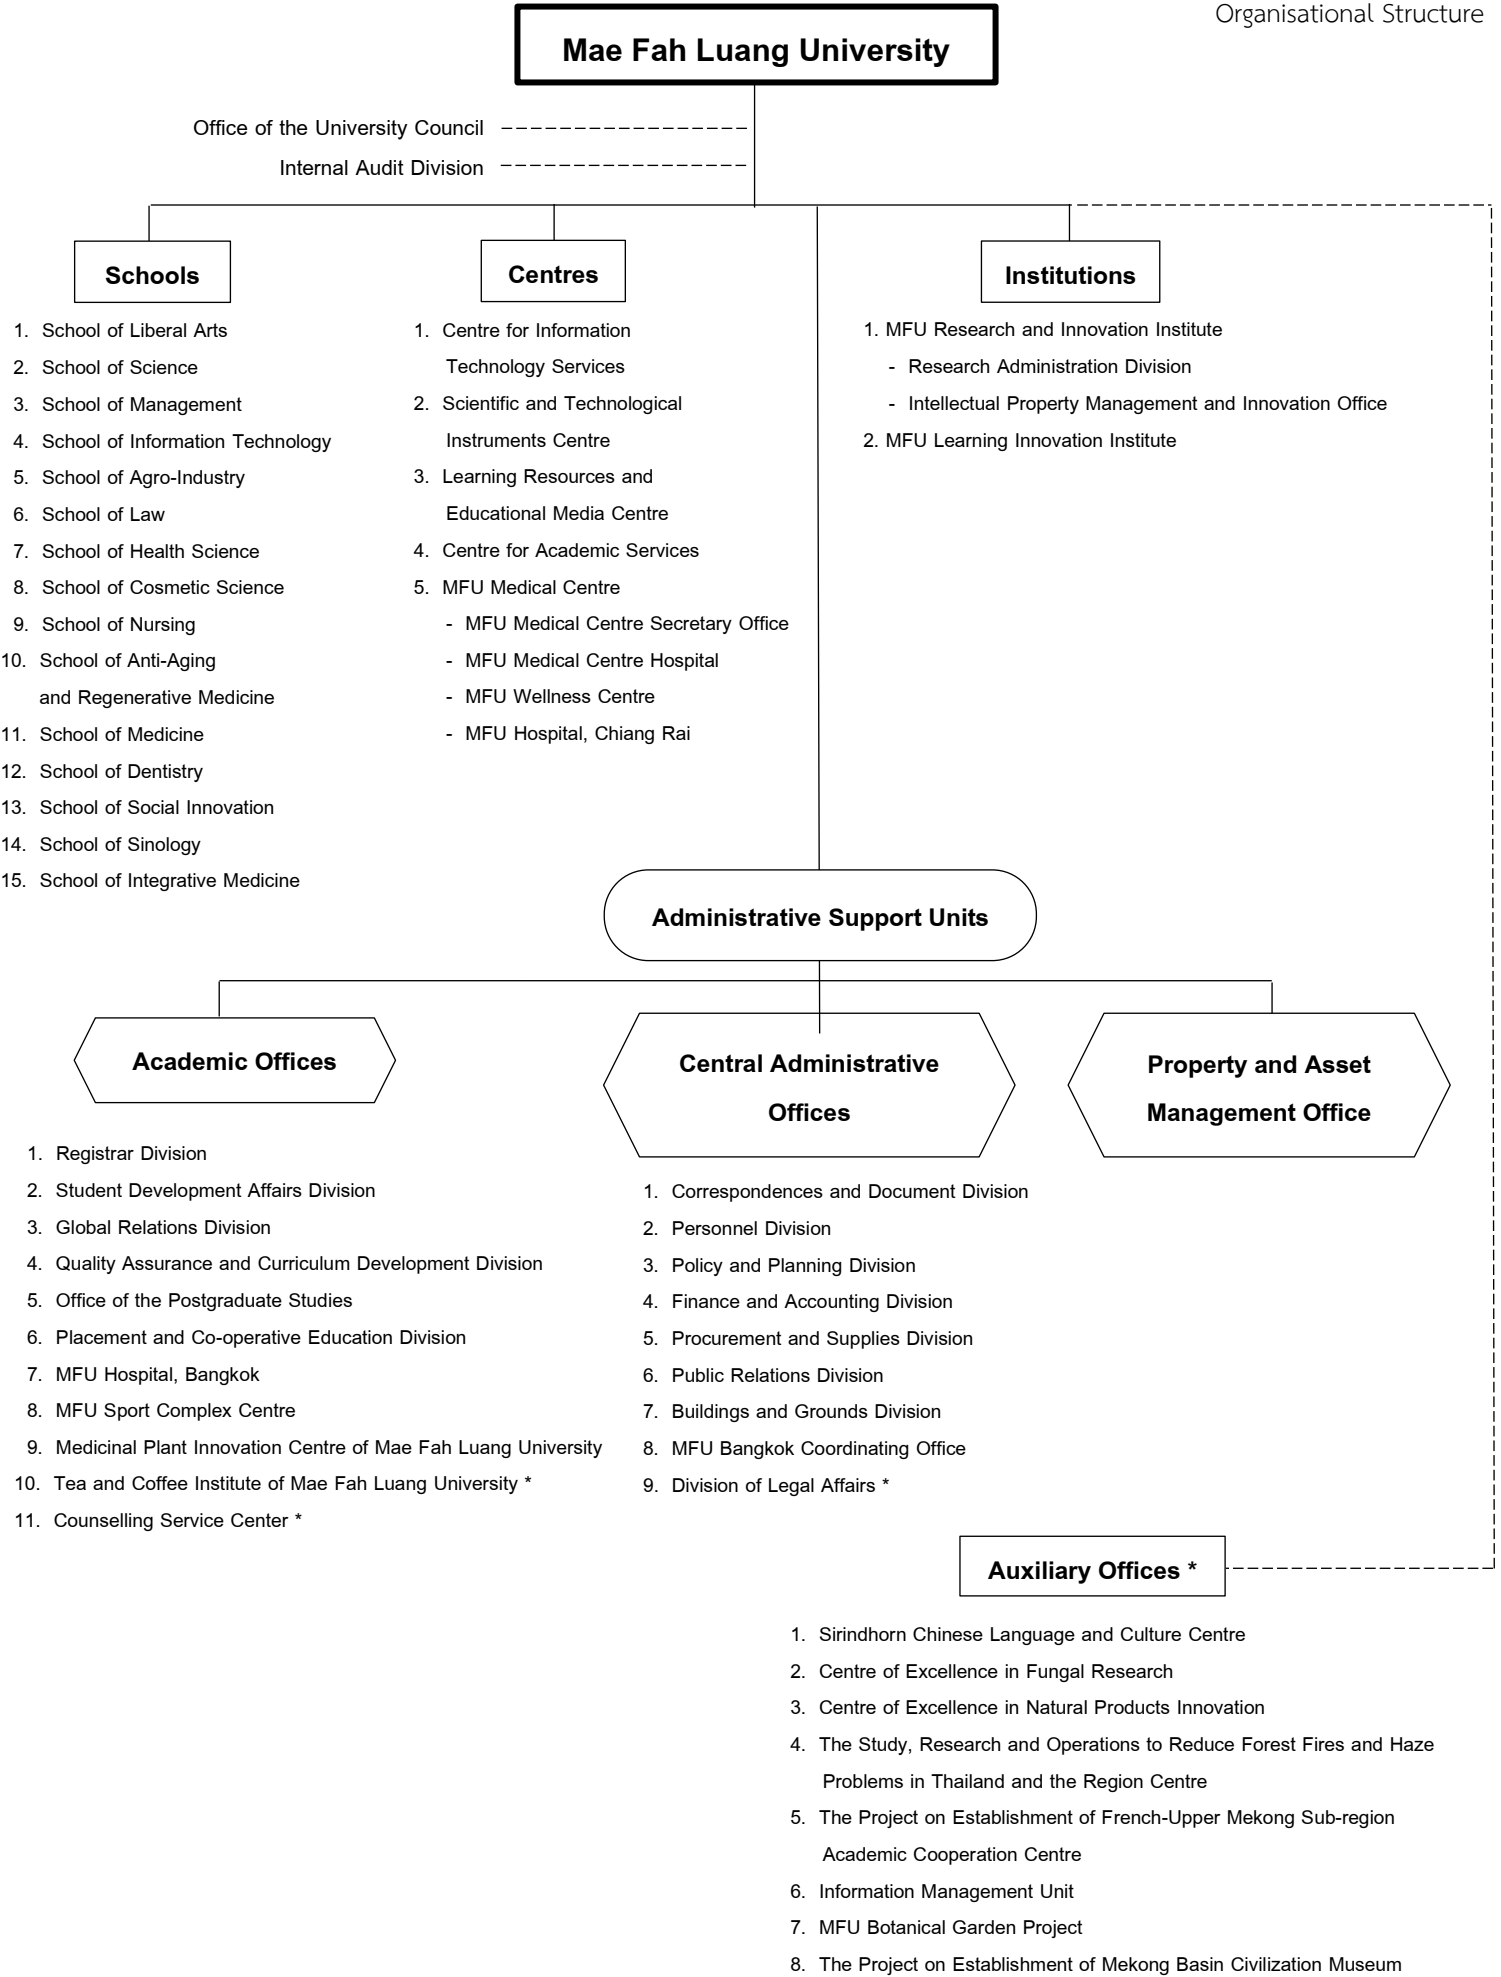 Organisational Structure
Mae Fah Luang University
Office of the University Council
Internal Audit Division
Schools
1. School of Liberal Arts
2. School of Science
3. School of Management
4. School of Information Technology
5. School of Agro-Industry
6. School of Law
7. School of Health Science
8. School of Cosmetic Science
9. School of Nursing
10. School of Anti-Aging
and Regenerative Medicine
11. School of Medicine
12. School of Dentistry
13. School of Social Innovation
14. School of Sinology
15. School of Integrative Medicine
Centres
1. Centre for Information
Technology Services
2. Scientific and Technological
Instruments Centre
3. Learning Resources and
Educational Media Centre
4. Centre for Academic Services
5. MFU Medical Centre
- MFU Medical Centre Secretary Office
- MFU Medical Centre Hospital
- MFU Wellness Centre
- MFU Hospital, Chiang Rai
Institutions
1. MFU Research and Innovation Institute
- Research Administration Division
- Intellectual Property Management and Innovation Office
2. MFU Learning Innovation Institute
Administrative Support Units
Academic Offices
1. Registrar Division
2. Student Development Affairs Division
3. Global Relations Division
4. Quality Assurance and Curriculum Development Division
5. Office of the Postgraduate Studies
6. Placement and Co-operative Education Division
7. MFU Hospital, Bangkok
8. MFU Sport Complex Centre
9. Medicinal Plant Innovation Centre of Mae Fah Luang University
10. Tea and Coffee Institute of Mae Fah Luang University *
11. Counselling Service Center *
Central Administrative
Offices
1. Correspondences and Document Division
2. Personnel Division
3. Policy and Planning Division
4. Finance and Accounting Division
5. Procurement and Supplies Division
6. Public Relations Division
7. Buildings and Grounds Division
8. MFU Bangkok Coordinating Office
9. Division of Legal Affairs *
Property and Asset
Management Office
Auxiliary Offices *
1. Sirindhorn Chinese Language and Culture Centre
2. Centre of Excellence in Fungal Research
3. Centre of Excellence in Natural Products Innovation
4. The Study, Research and Operations to Reduce Forest Fires and Haze
Problems in Thailand and the Region Centre
5. The Project on Establishment of French-Upper Mekong Sub-region
Academic Cooperation Centre
6. Information Management Unit
7. MFU Botanical Garden Project
8. The Project on Establishment of Mekong Basin Civilization Museum